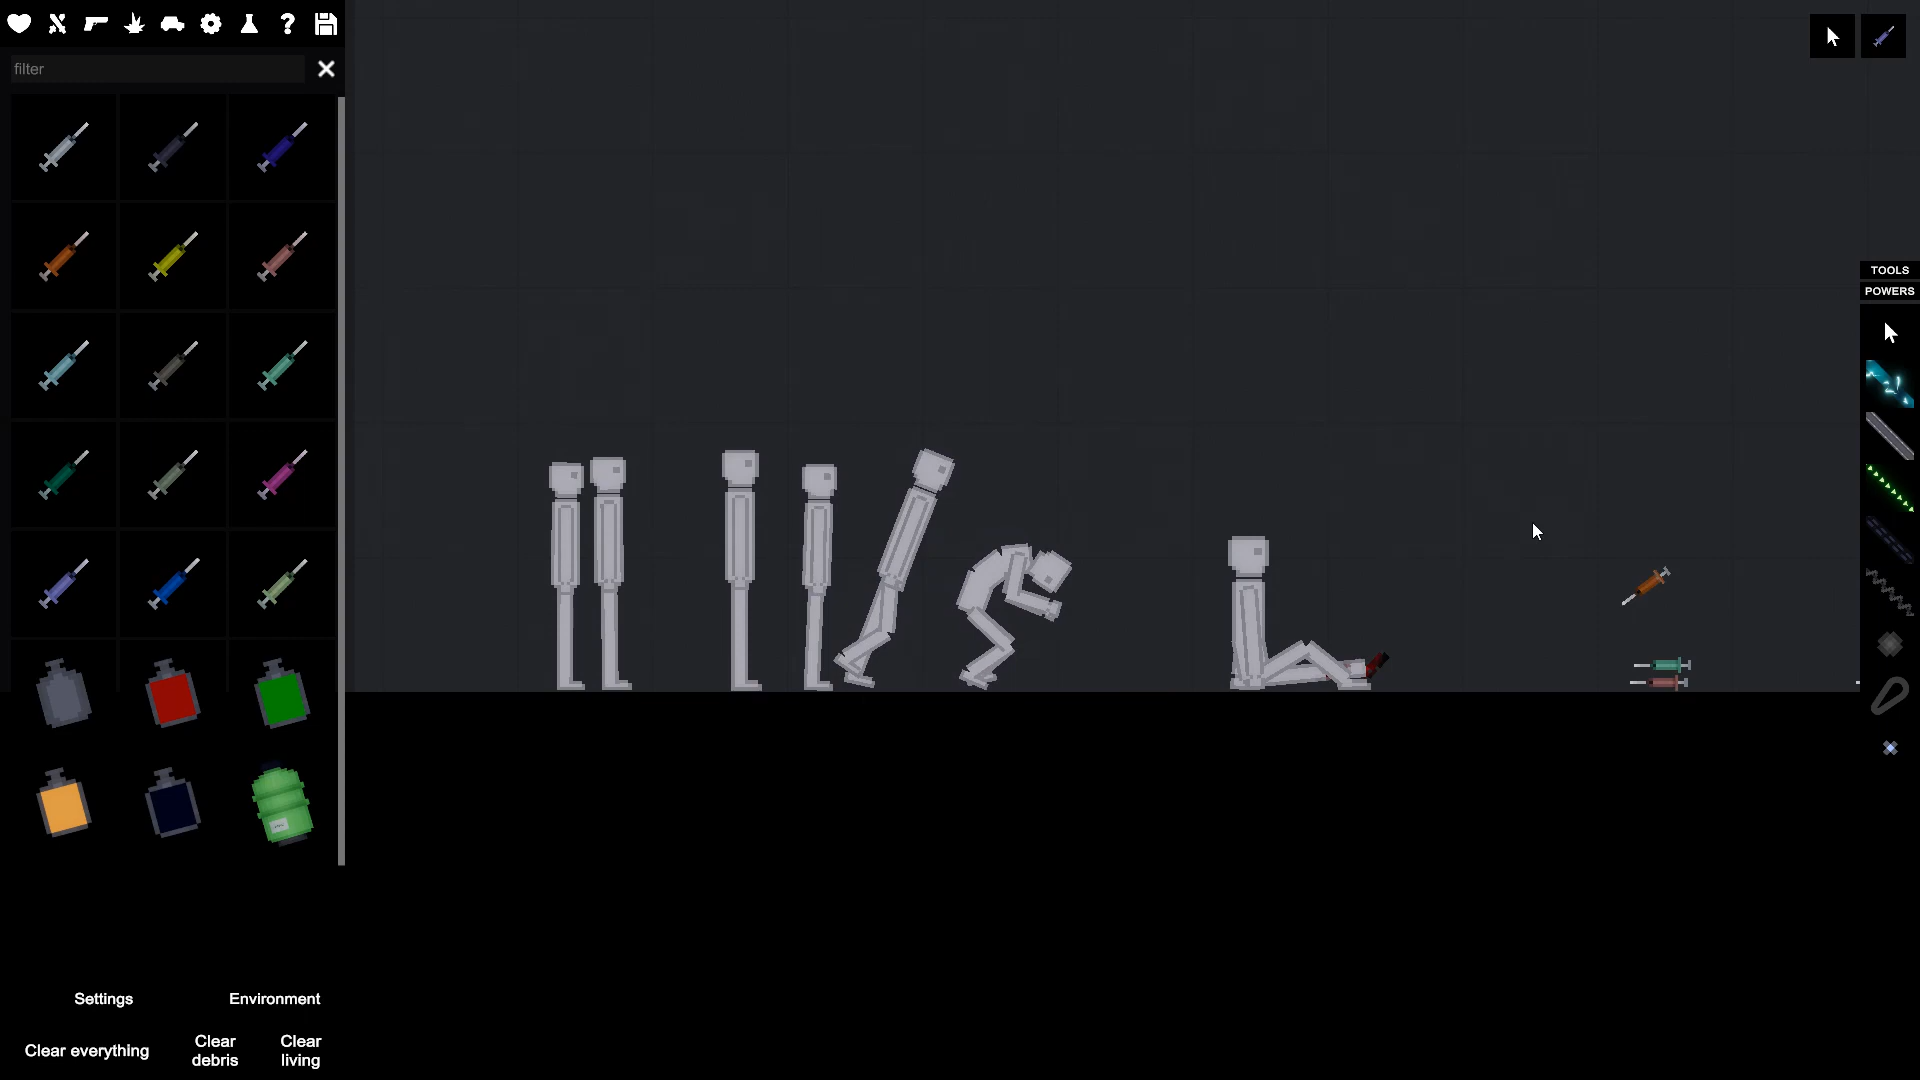 filter
TOOLS
POWERS
Settings
Environment
Clear everything
Clear
debris
Clear
living